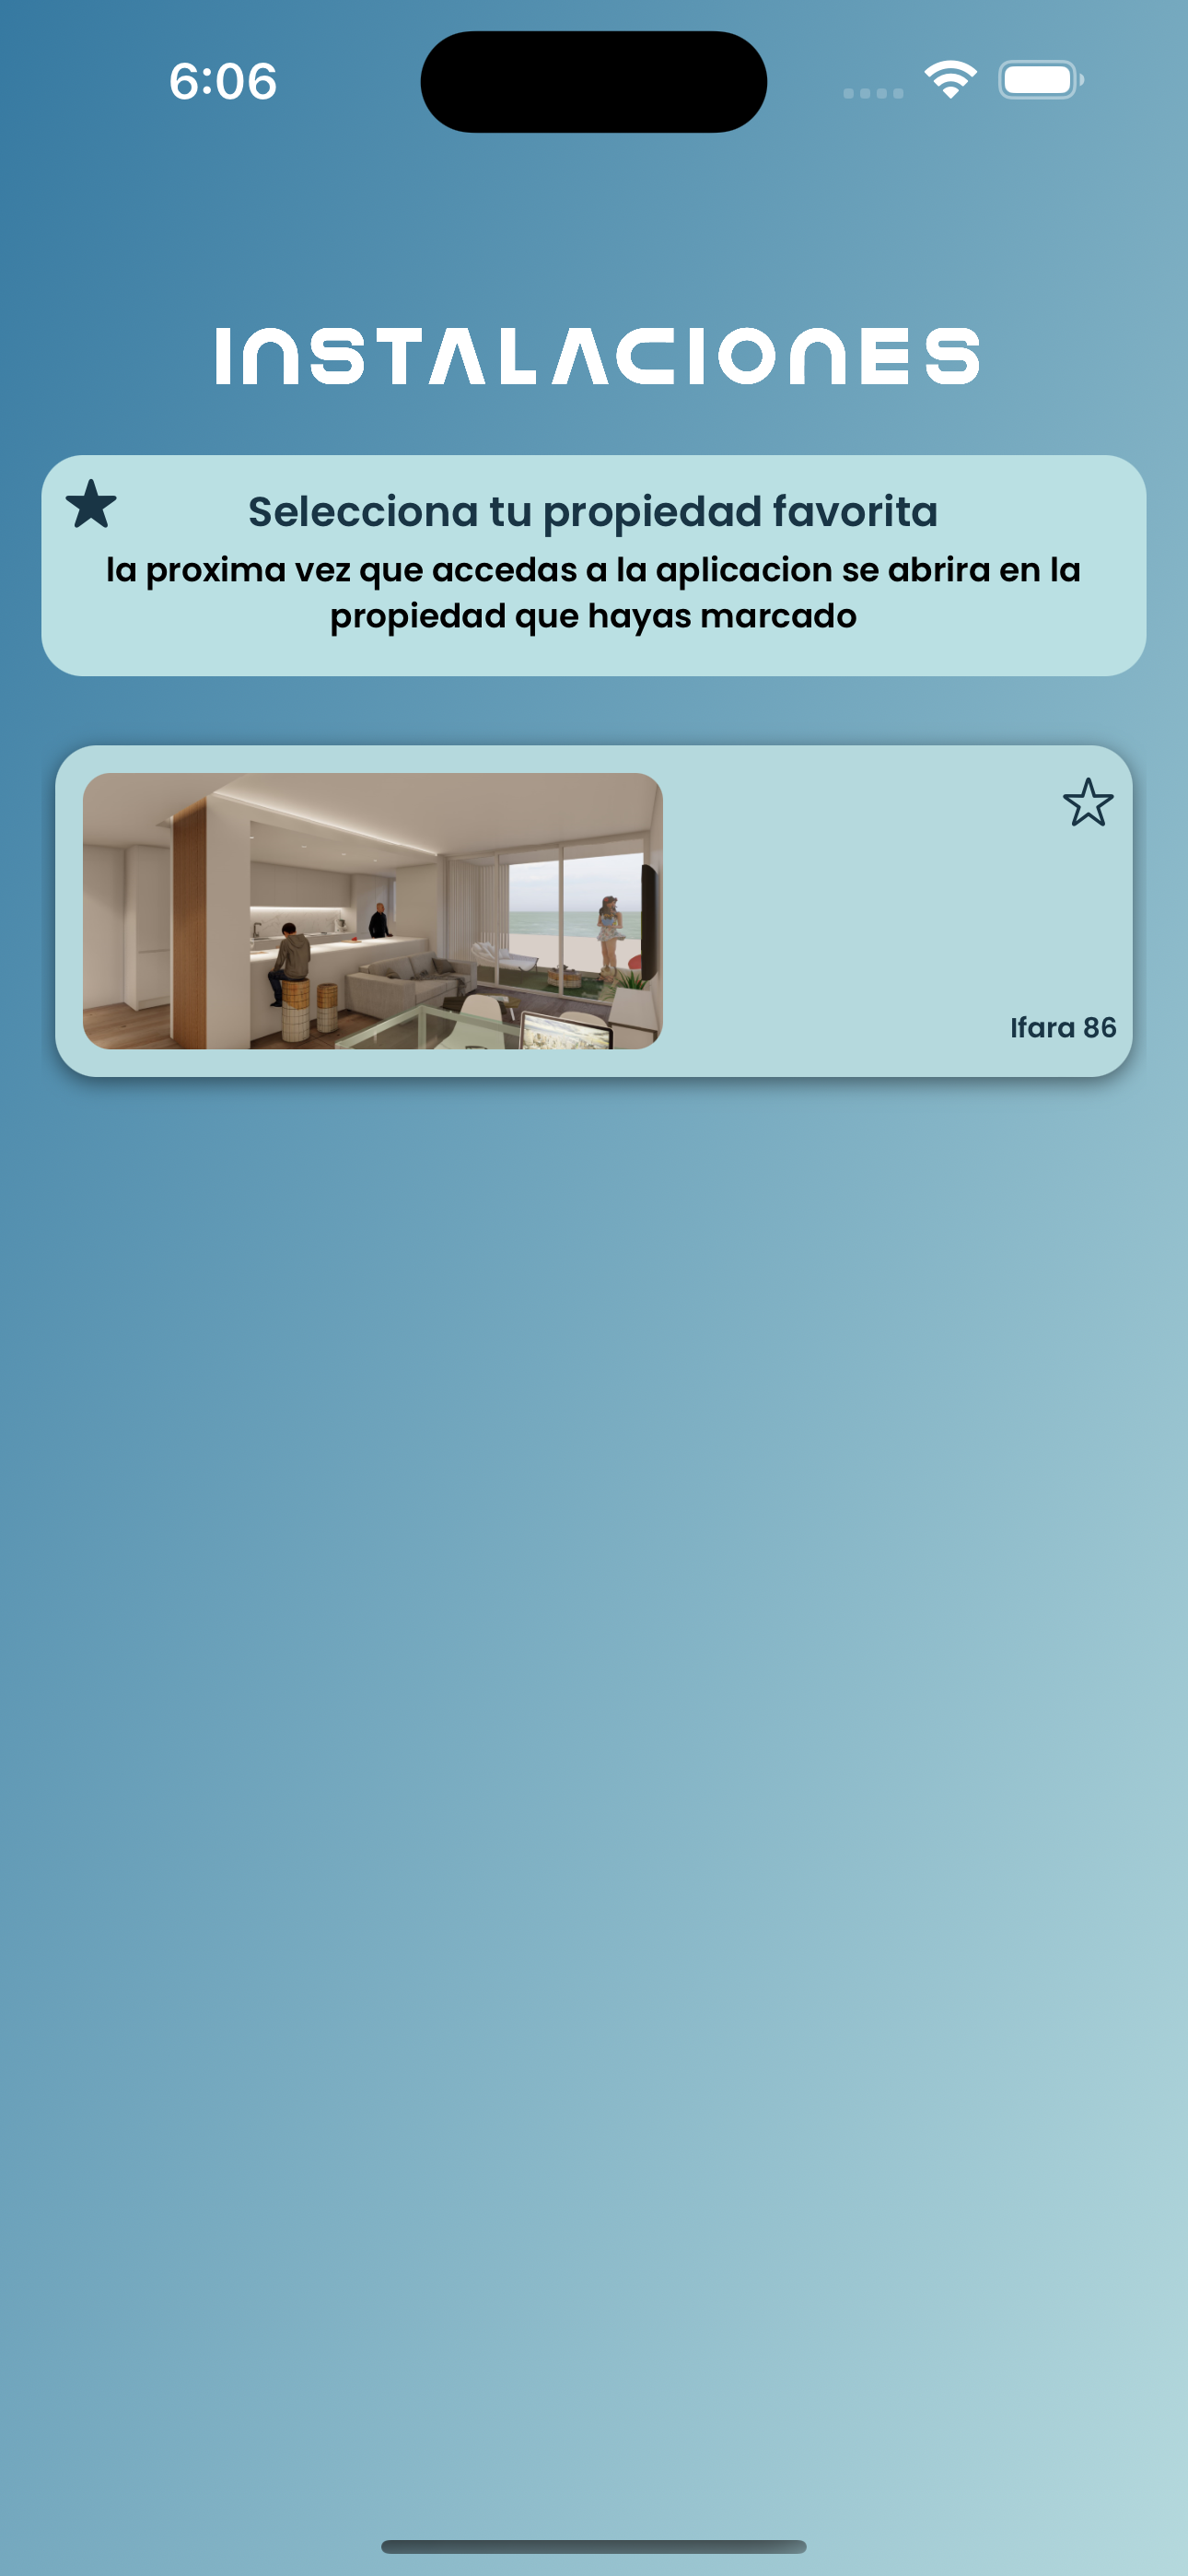 6:06
INSTALACIONES
Selecciona tu propiedad favorita
la proxima vez que accedas a la aplicacion se abrira en la
propiedad que hayas marcado
Ifara 86